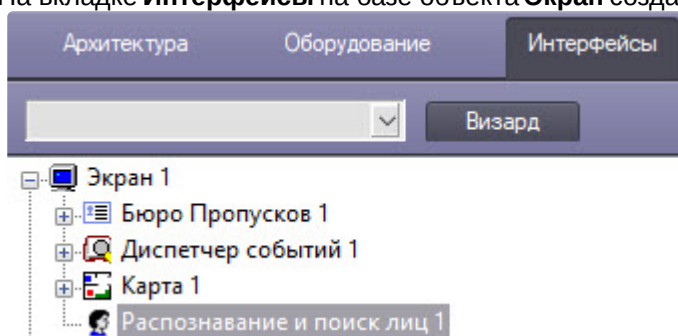 На вкладке Интерфейсы на базе объекта Экран созда
Архитектура Оборудование Интерфейсы
Визард
Экран 1
Бюро Пропусков 1
Диспетчер событий 1
Карта 1
Распознавание и поиск лиц 1